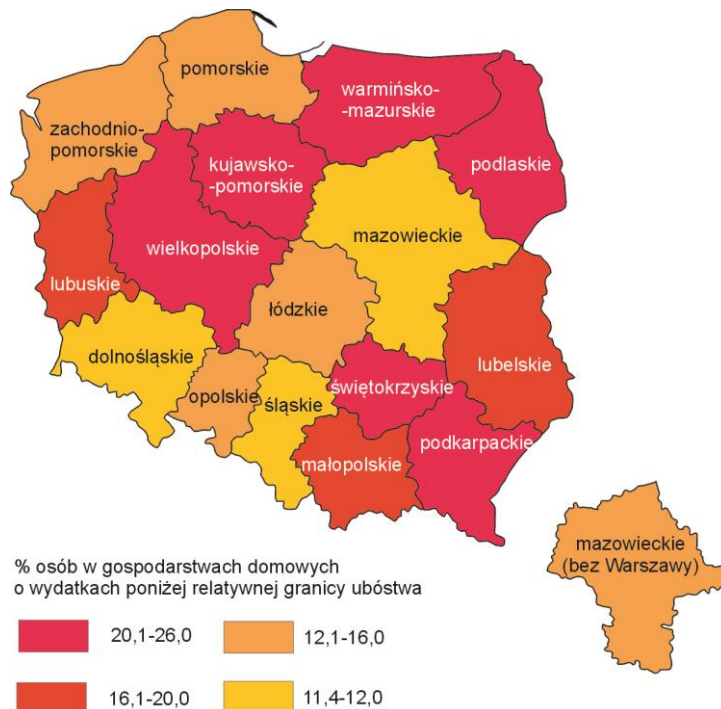 pomorskie
warmińsko-
-mazurskie
zachodnio-
pomorskie
kujawsko-
-pomorskie
podlaskie
mazowieckie
wielkopolskie
lubuskie
łódzkie
dolnośląskie
lubelskie
opolskie
śląskie
świętokrzyskie
podkarpackie
małopolskie
mazowieckie
(bez Warszawy)
% osób w gospodarstwach domowych
o wydatkach poniżej relatywnej granicy ubóstwa
20,1-26,0
12,1-16,0
16,1-20,0
11,4-12,0